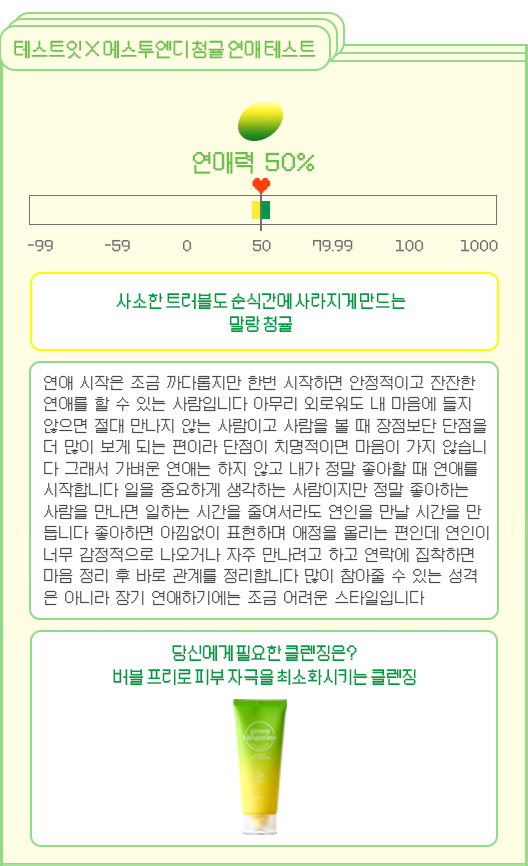 테스트잇X메스투엔디 청귤 연애 테스트
연애력 50%
-99 -59 0 50 79.99 100 1000
사소한 트러블도 순식간에 사라지게 만드는
말랑 청귤
연애 시작은 조금 까다롭지만 한번 시작하면 안정적이고 잔잔한
연애를 할 수 있는 사람입니다 아무리 외로워도 내 마음에 들지
않으면 절대 만나지 않는 사람이고 사람을 볼 때 장점보단 단점을
더 많이 보게 되는 편이라 단점이 치명적이면 마음이 가지 않습니
다 그래서 가벼운 연애는 하지 않고 내가 정말 좋아할 때 연애를
시작합니다 일을 중요하게 생각하는 사람이지만 정말 좋아하는
사람을 만나면 일하는 시간을 줄여서라도 연인을 만날 시간을 만
듭니다 좋아하면 아낌없이 표현하며 애정을 올리는 편인데 연인이
너무 감정적으로 나오거나 자주 만나려고 하고 연락에 집착하면
마음 정리 후 바로 관계를 정리합니다 많이 참아줄 수 있는 성격
은 아니라 장기 연애하기에는 조금 어려운 스타일입니다
당신에게 필요한 클렌징은?
버블 프리로 피부 자극을 최소화시키는 클렌징
green
tangerine